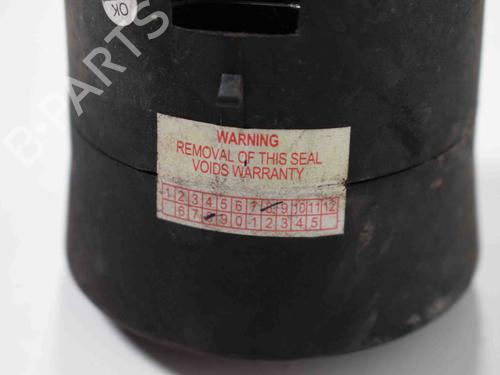 OK
B-PARTS
WARNING
REMOVAL OF THIS SEAL
VOIDS WARRANTY
1 2 3 4 5 6 7 8 9 10 11 12
6 7 8 9 0 1 2 3 4 5